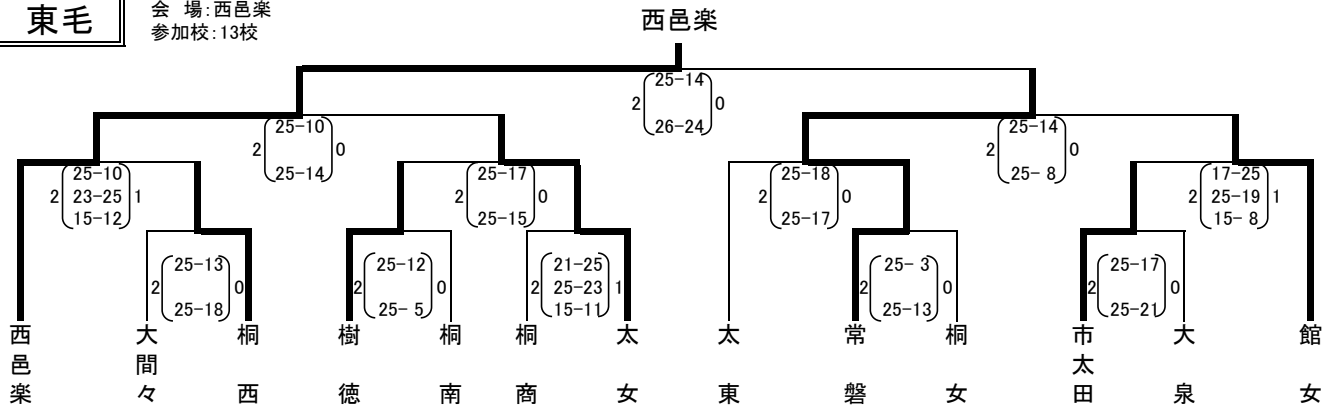 東毛
会 場:西邑楽
参加校:13校
西邑楽
25-14
2 0
26-24
25-10
2 0
25-14
25-14
2 0
25- 8
25-10
2 23-25 1
15-12
25-17
2 0
25-15
25-18
2 0
25-17
17-25
2 25-19 1
15- 8
25-13
2 0
25-18
25-12
2 0
25- 5
21-25
2 25-23 1
15-11
25- 3
2 0
25-13
25-17
2 0
25-21
西邑楽
大間々
桐西
樹徳
桐南
桐商
太女
太東
常磐
桐女
市太田
大泉
館女